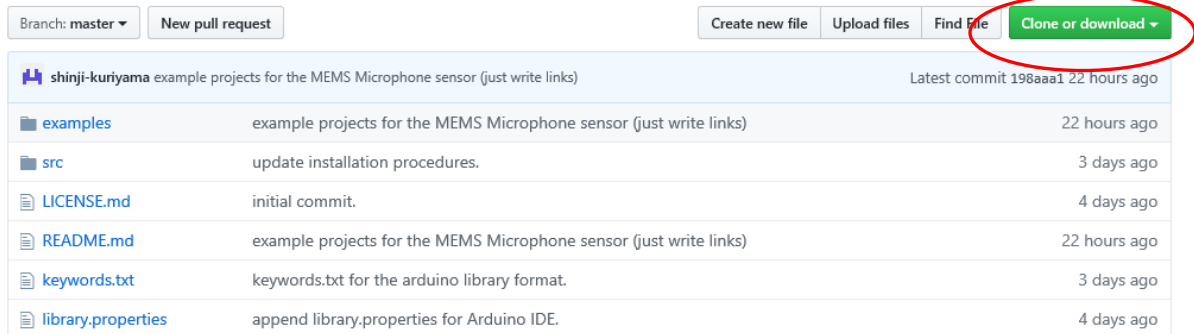 Branch: master New pull request Create new file Upload files Find File Clone or download
shinji-kuriyama example projects for the MEMS Microphone sensor (just write links) Latest commit 198aaa1 22 hours ago
examples example projects for the MEMS Microphone sensor (just write links) 22 hours ago
src update installation procedures. 3 days ago
LICENSE.md initial commit. 4 days ago
README.md example projects for the MEMS Microphone sensor (just write links) 22 hours ago
keywords.txt keywords.txt for the arduino library format. 3 days ago
library.properties append library.properties for Arduino IDE. 4 days ago